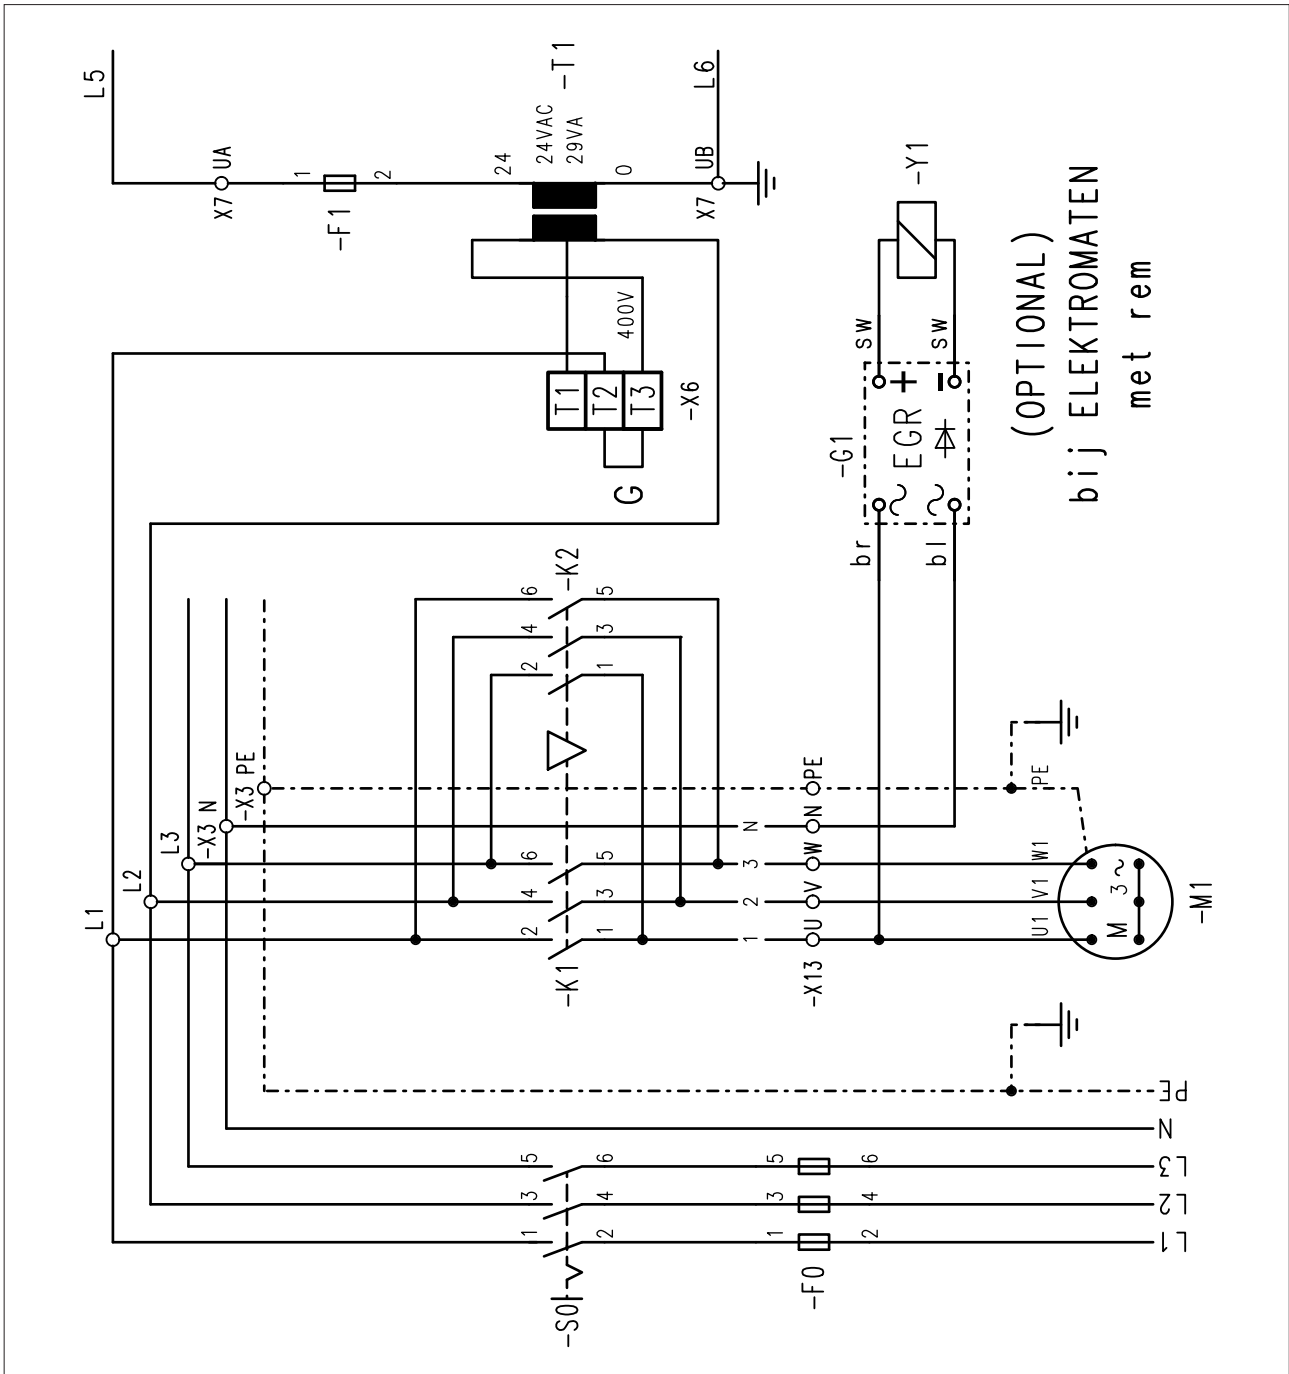 L1
L2
L3
N
PE
-F0
1
2
3
4
5
6
-S0
1
2
3
4
5
6
L1
L2
L3
-X3 N
-X3 PE
-K1
2
1
4
3
6
5
-K2
2
1
4
3
6
5
1
2
3
N
-X13
U
V
W
N
PE
U1
V1
W1
PE
M
3 ~
-M1
br
bl
-G1
EGR
~
~
+
-
sw
sw
-Y1
(OPTIONAL)
bij ELEKTROMATEN
met rem
G
T1
T2
T3
-X6
400V
L5
X7
UA
1
2
-F1
24
24VAC
29VA
-T1
0
X7
UB
L6